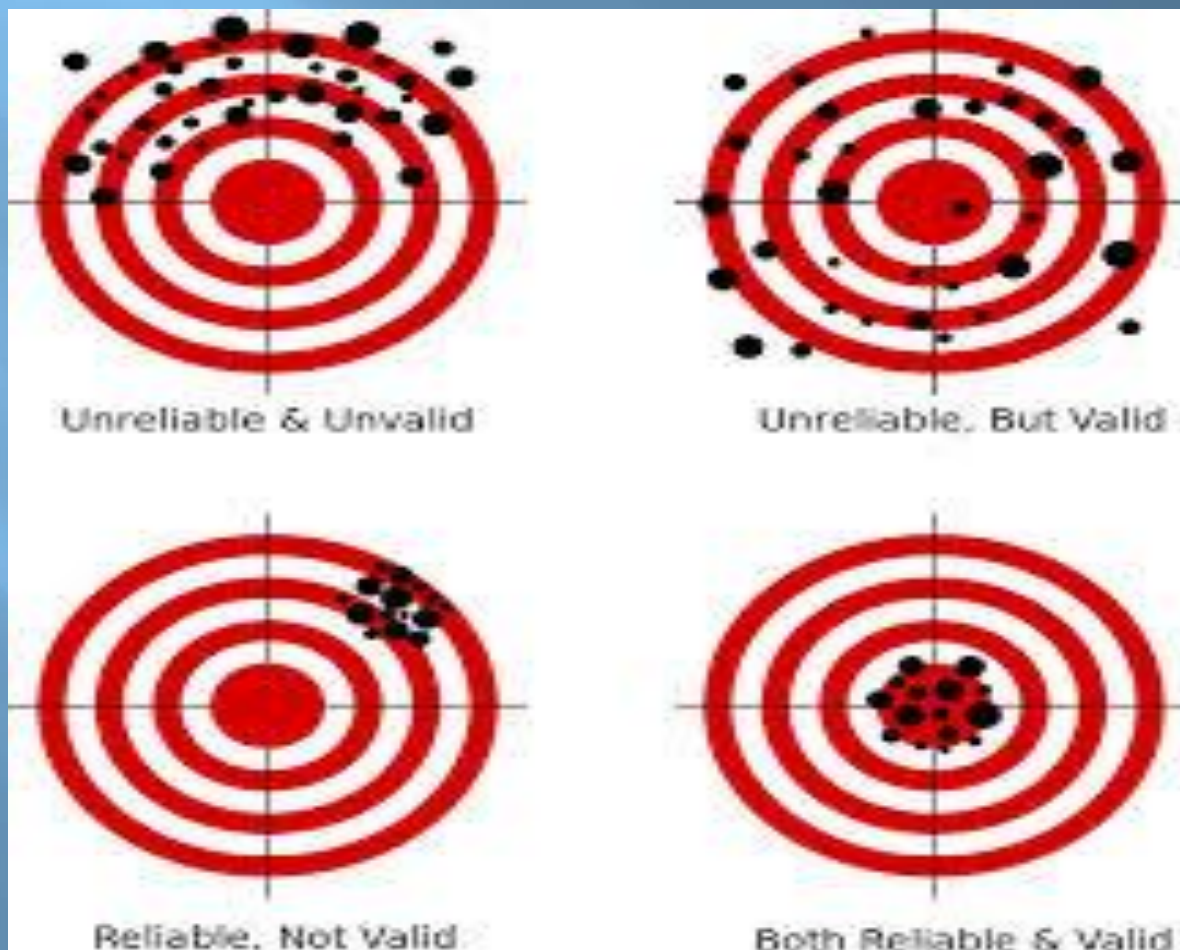 Unreliable & Unvalid
Unreliable, But Valid
Reliable, Not Valid
Both Reliable & Valid